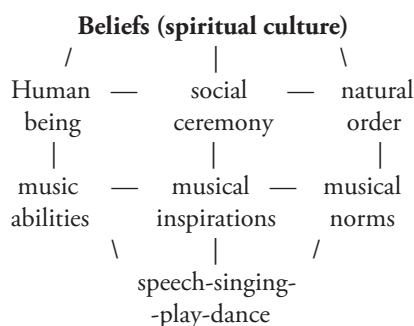 Beliefs (spiritual culture)
/ | \
Human — social — natural
being ceremony order
| | |
music — musical — musical
abilities inspirations norms
\ | /
speech-singing-
-play-dance